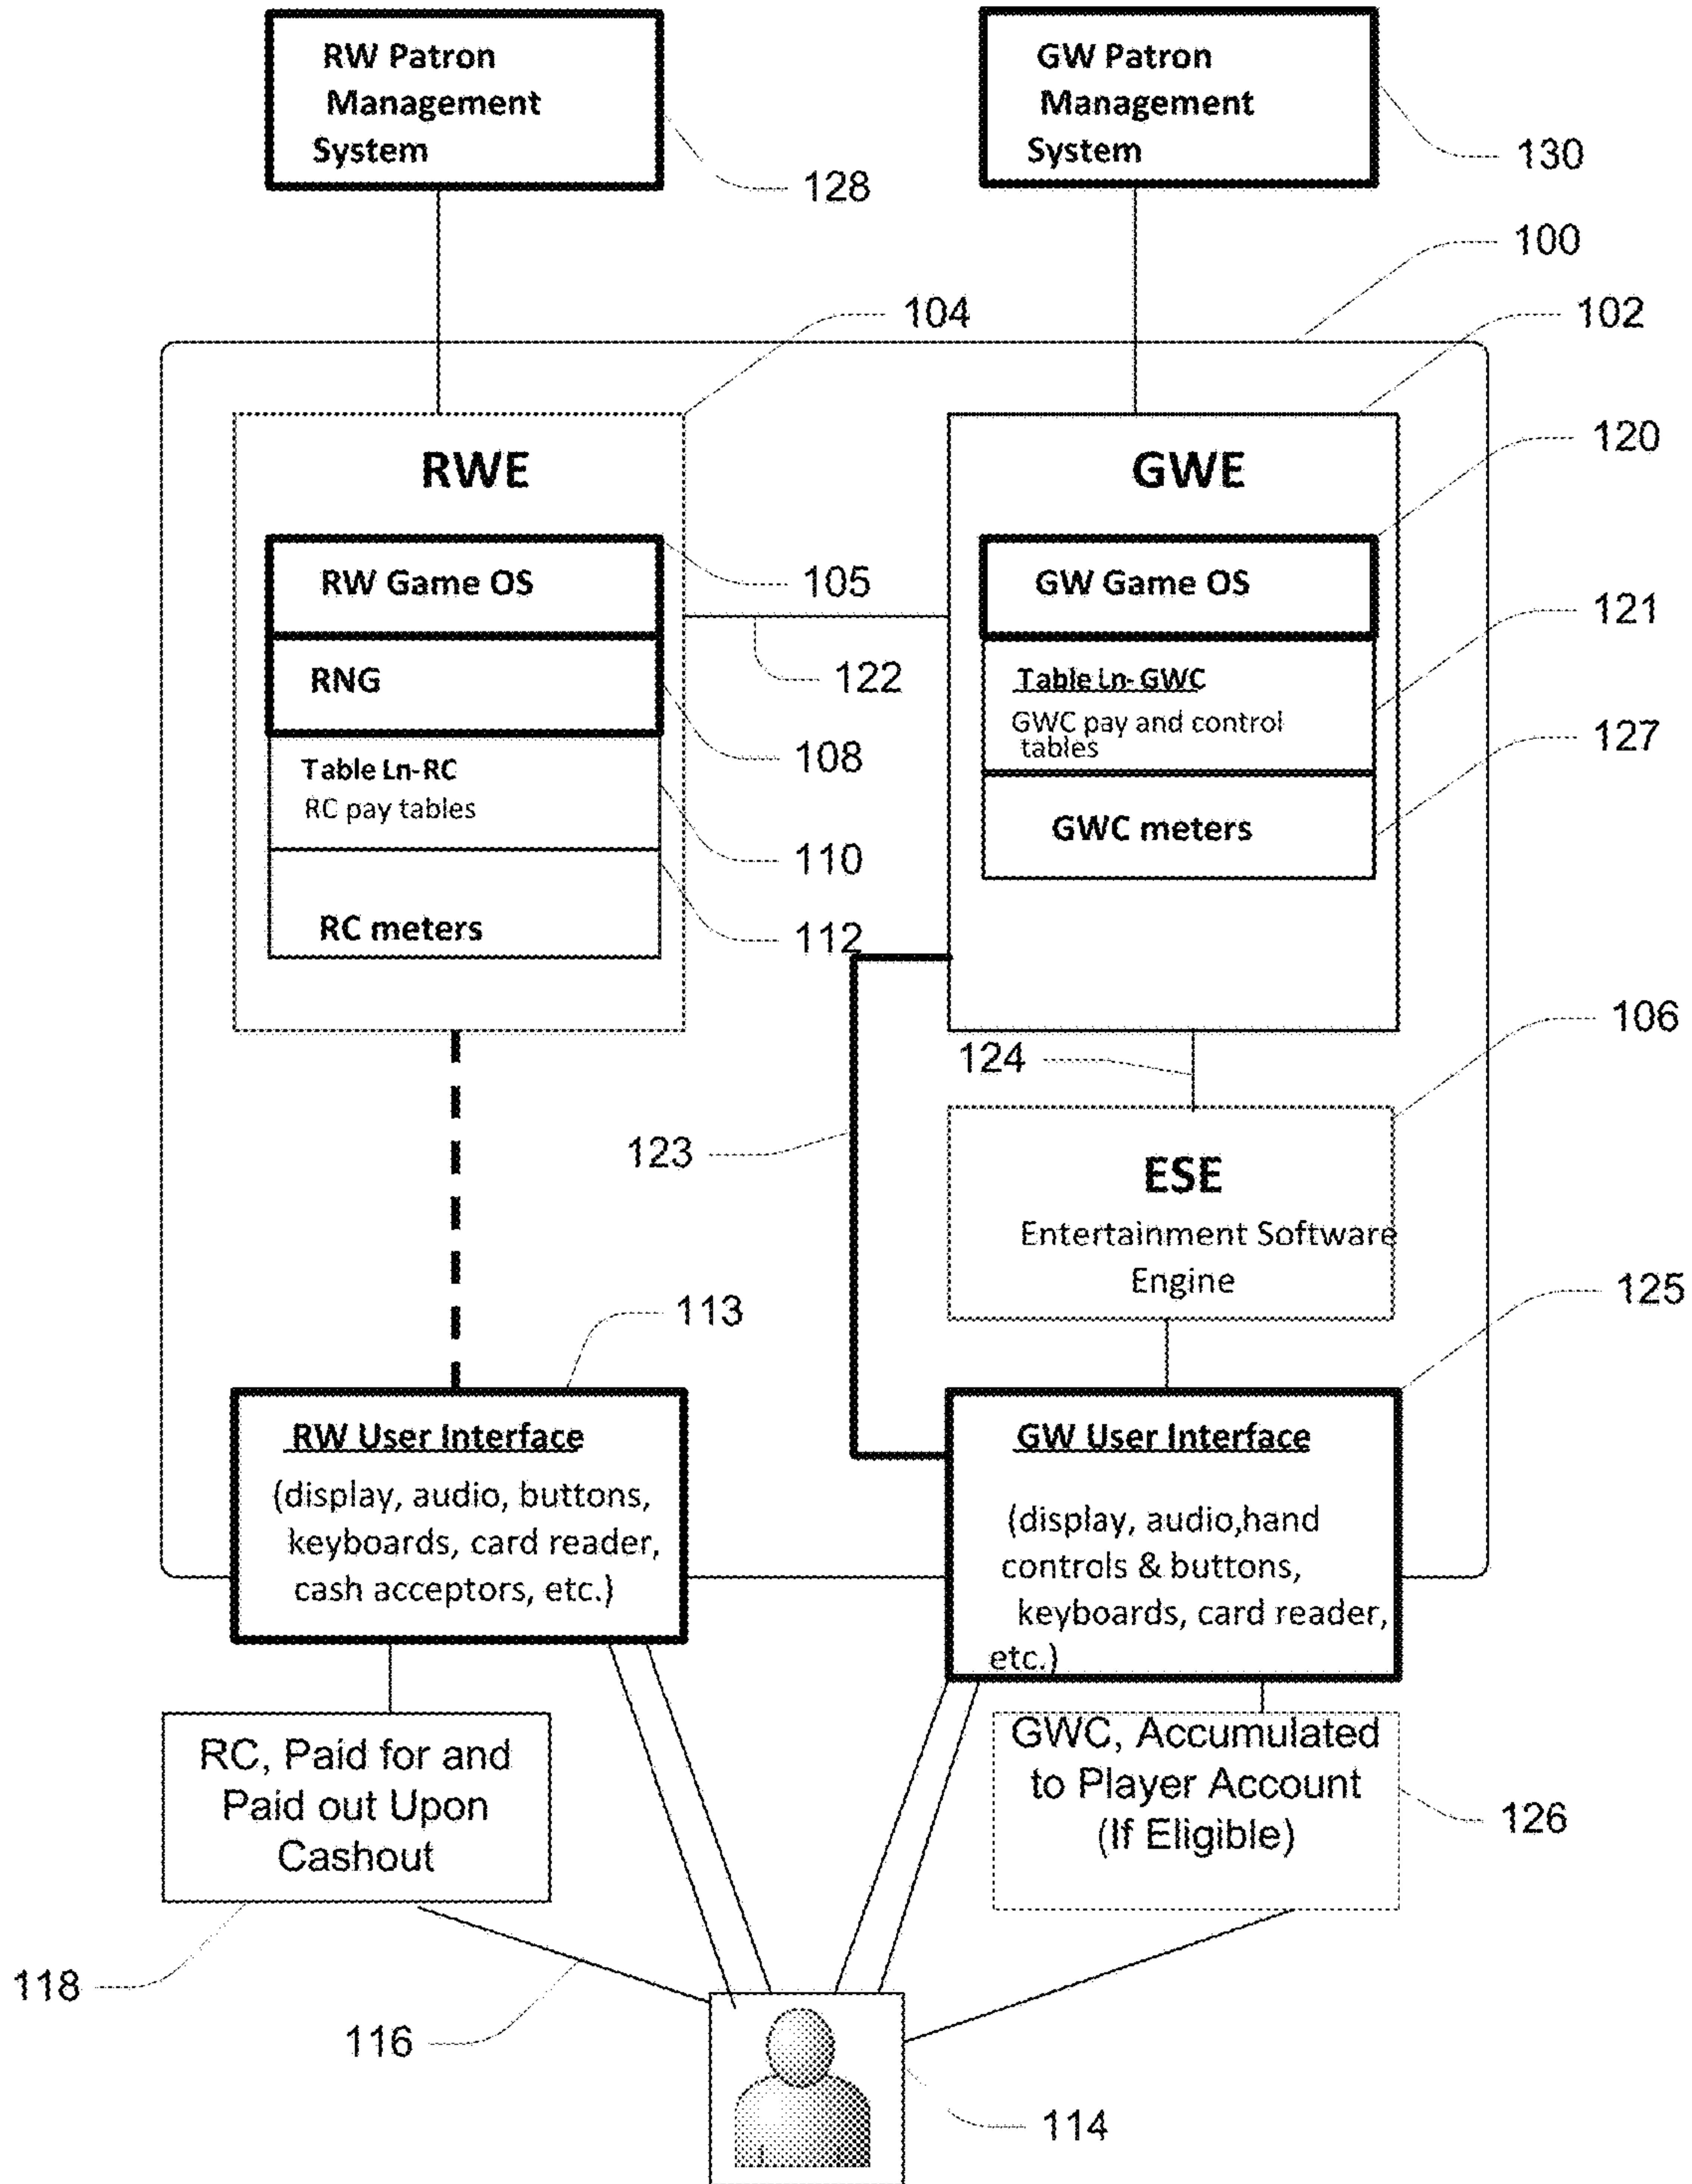 RW Patron
Management
System
128
GW Patron
Management
System
130
100
104
102
RWE
RW Game OS
105
RNG
108
Table Ln-RC
RC pay tables
110
RC meters
112
122
GWE
120
GW Game OS
121
Table Ln-GWC
GWC pay and control
tables
127
GWC meters
124
106
123
ESE
Entertainment Software
Engine
113
125
RW User Interface
(display, audio, buttons,
keyboards, card reader,
cash acceptors, etc.)
GW User Interface
(display, audio,hand
controls & buttons,
keyboards, card reader,
etc.)
RC, Paid for and
Paid out Upon
Cashout
118
116
GWC, Accumulated
to Player Account
(If Eligible)
126
114